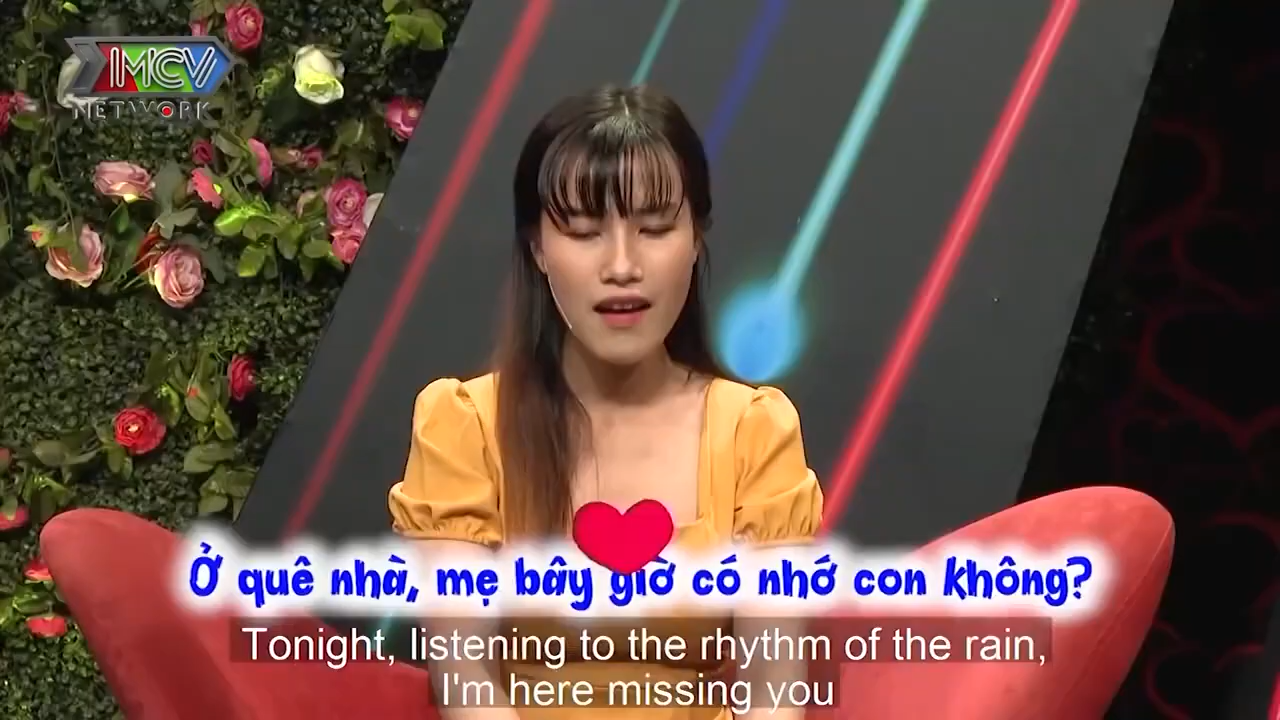 MCV
NETWORK
Ở quê nhà, mẹ bây giờ có nhớ con không?
Tonight, listening to the rhythm of the rain,
I'm here missing you